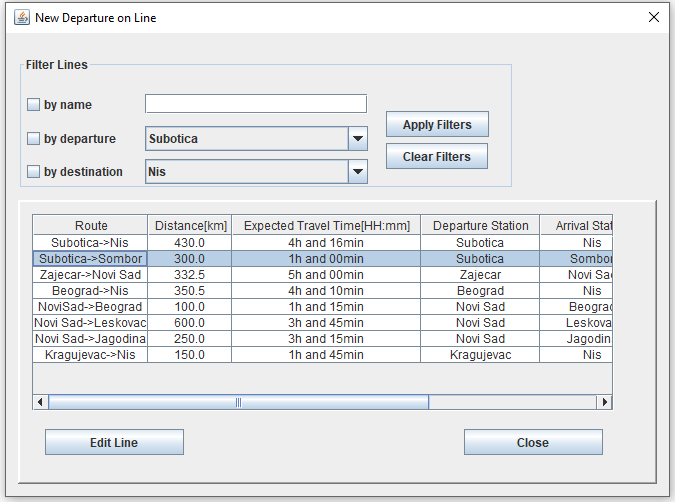 New Departure on Line
Filter Lines
by name
by departure Subotica
by destination Nis
Apply Filters
Clear Filters
Route Distance[km] Expected Travel Time[HH:mm] Departure Station Arrival Stat
Subotica->Nis 430.0 4h and 16min Subotica Nis
Subotica->Sombor 300.0 1h and 00min Subotica Sombor
Zajecar->Novi Sad 332.5 5h and 00min Zajecar Novi Sad
Beograd->Nis 350.5 4h and 10min Beograd Nis
NoviSad->Beograd 100.0 1h and 15min Novi Sad Beograd
Novi Sad->Leskovac 600.0 3h and 45min Novi Sad Leskova
Novi Sad->Jagodina 250.0 3h and 15min Novi Sad Jagodina
Kragujevac->Nis 150.0 1h and 45min Kragujevac Nis
Edit Line Close